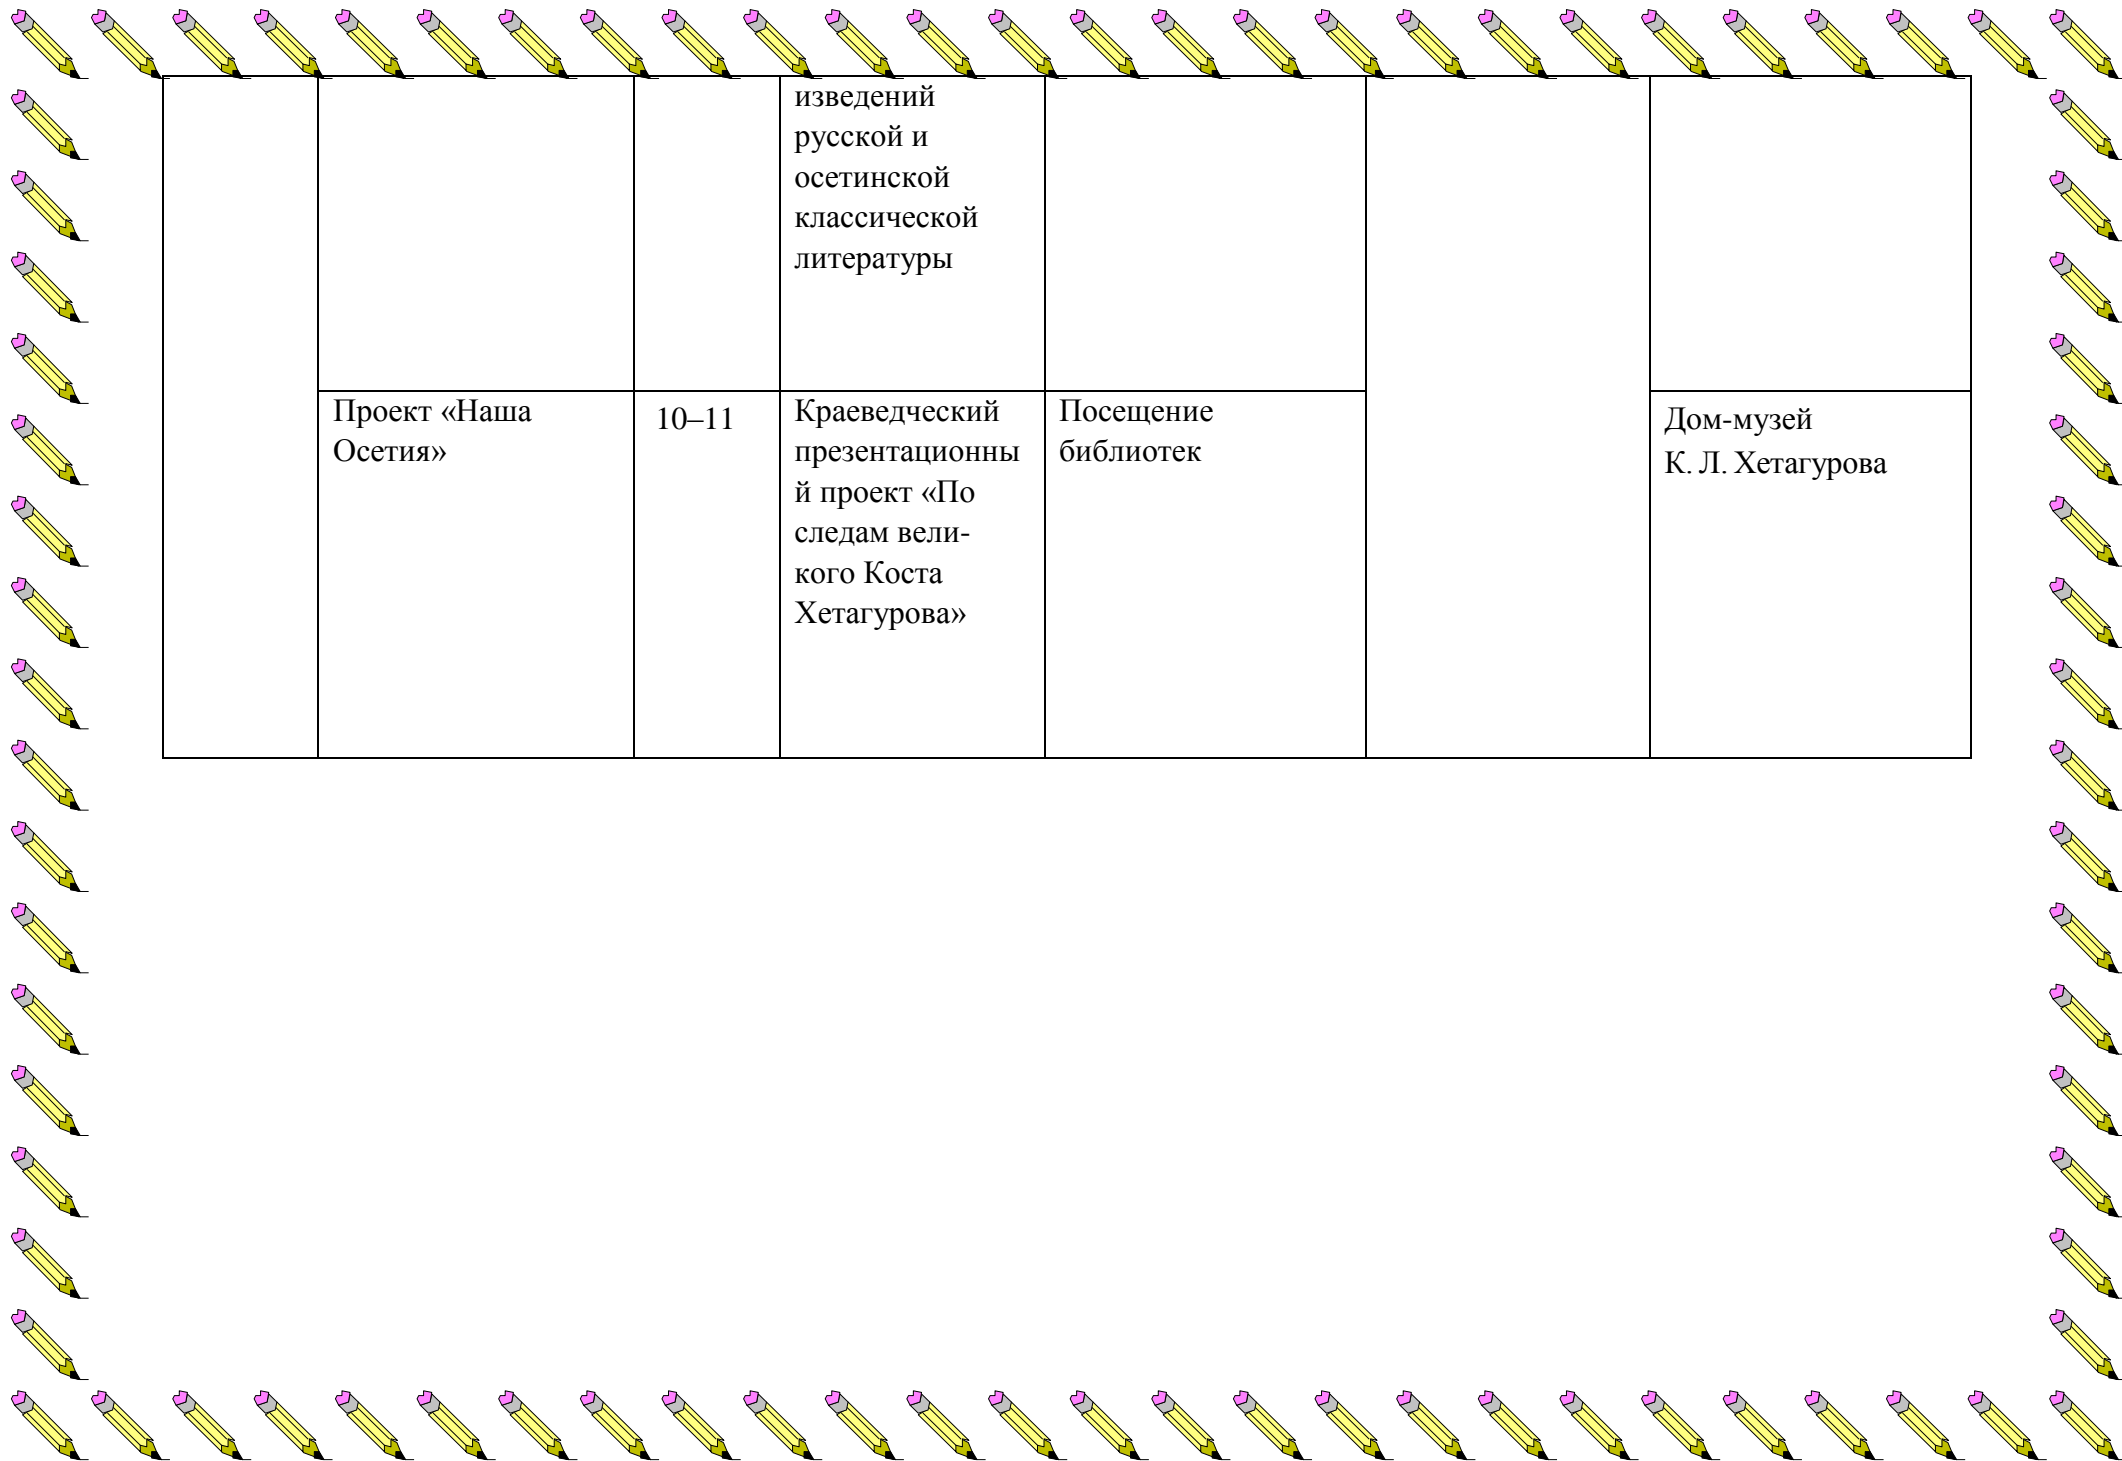 изведений
русской и
осетинской
классической
литературы
Проект «Наша
Осетия»
10–11
Краеведческий
презентационны
й проект «По
следам вели-
кого Коста
Хетагурова»
Посещение
библиотек
Дом-музей
К. Л. Хетагурова